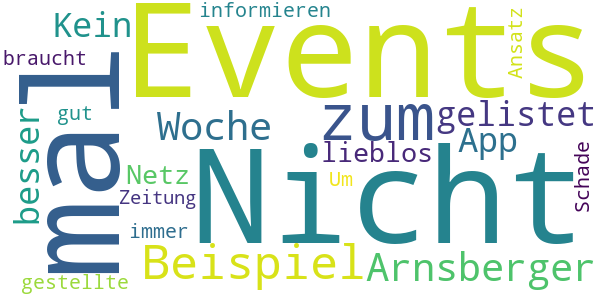 informieren
Kein
Events
Ansatz
braucht
mal
gut
besser
Woche
zum
gelistet
App
lieblos
Netz
Nicht
Schade
Um
Zeitung
immer
Beispiel
Arnsberger
gestellte